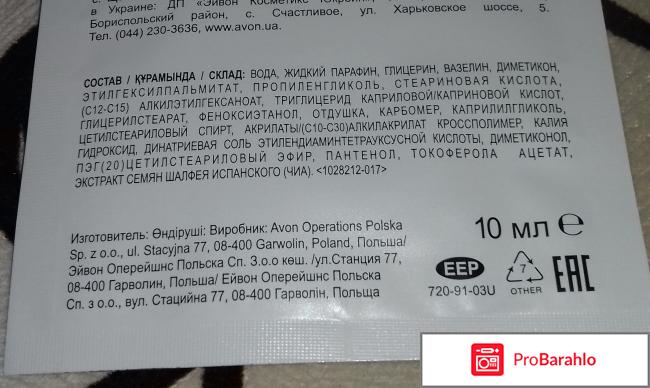 в Украине: ДП «Эйвон Косметикс
Бориспольский район, с. Счастливое, ул. Харьковское шоссе, 5.
Тел. (044) 230-3636, www.avon.ua.
СОСТАВ / ҚҰРАМЫНДА / СКЛАД: ВОДА, ЖИДКИЙ ПАРАФИН, ГЛИЦЕРИН, ВАЗЕЛИН, ДИМЕТИКОН,
ЭТИЛГЕКСИЛПАЛЬМИТАТ, ПРОПИЛЕНГЛИКОЛЬ, СТЕАРИНОВАЯ КИСЛОТА,
(C12-C15) АЛКИЛЭТИЛГЕКСАНОАТ, ТРИГЛИЦЕРИД КАПРИЛОВОЙ/КАПРИНОВОЙ КИСЛОТ,
ГЛИЦЕРИЛСТЕАРАТ, ФЕНОКСИЭТАНОЛ, ОТДУШКА, КАРБОМЕР, КАПРИЛИЛГЛИКОЛЬ,
ЦЕТИЛСТЕАРИЛОВЫЙ СПИРТ, АКРИЛАТЫ/(C10-C30)АЛКИЛАКРИЛАТ КРОССПОЛИМЕР, КАЛИЯ
ГИДРОКСИД, ДИНАТРИЕВАЯ СОЛЬ ЭТИЛЕНДИАМИНТЕТРАУКСУСНОЙ КИСЛОТЫ, ДИМЕТИКОНОЛ,
ПЭГ(20)ЦЕТИЛСТЕАРИЛОВЫЙ ЭФИР, ПАНТЕНОЛ, ТОКОФЕРОЛА АЦЕТАТ,
ЭКСТРАКТ СЕМЯН ШАЛФЕЯ ИСПАНСКОГО (ЧИА). <1028212-017>
Изготовитель: Өндіруші: Виробник: Avon Operations Polska
Sp. z o.o., ul. Stacyjna 77, 08-400 Garwolin, Poland, Польша/
Эйвон Оперейшнс Польска Сп. З.о.о көш. /ул.Станция 77,
08-400 Гарволин, Польша/ Ейвон Оперейшнс Польска
Сп. з о.о., вул. Стацийна 77, 08-400 Гарволін, Польща
10 мл ℮
EEP
720-91-03U
7
OTHER
EAC
ProBarahlo